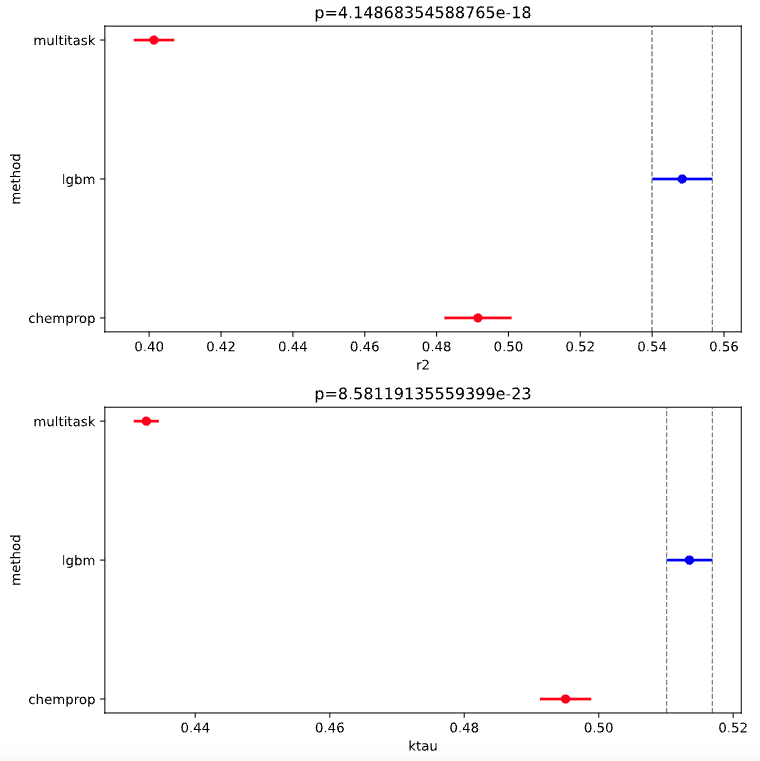 p=4.14868354588765e-18
multitask
lgbm
chemprop
method
0.40 0.42 0.44 0.46 0.48 0.50 0.52 0.54 0.56
r2
p=8.58119135559399e-23
multitask
lgbm
chemprop
method
0.44 0.46 0.48 0.50 0.52
ktau